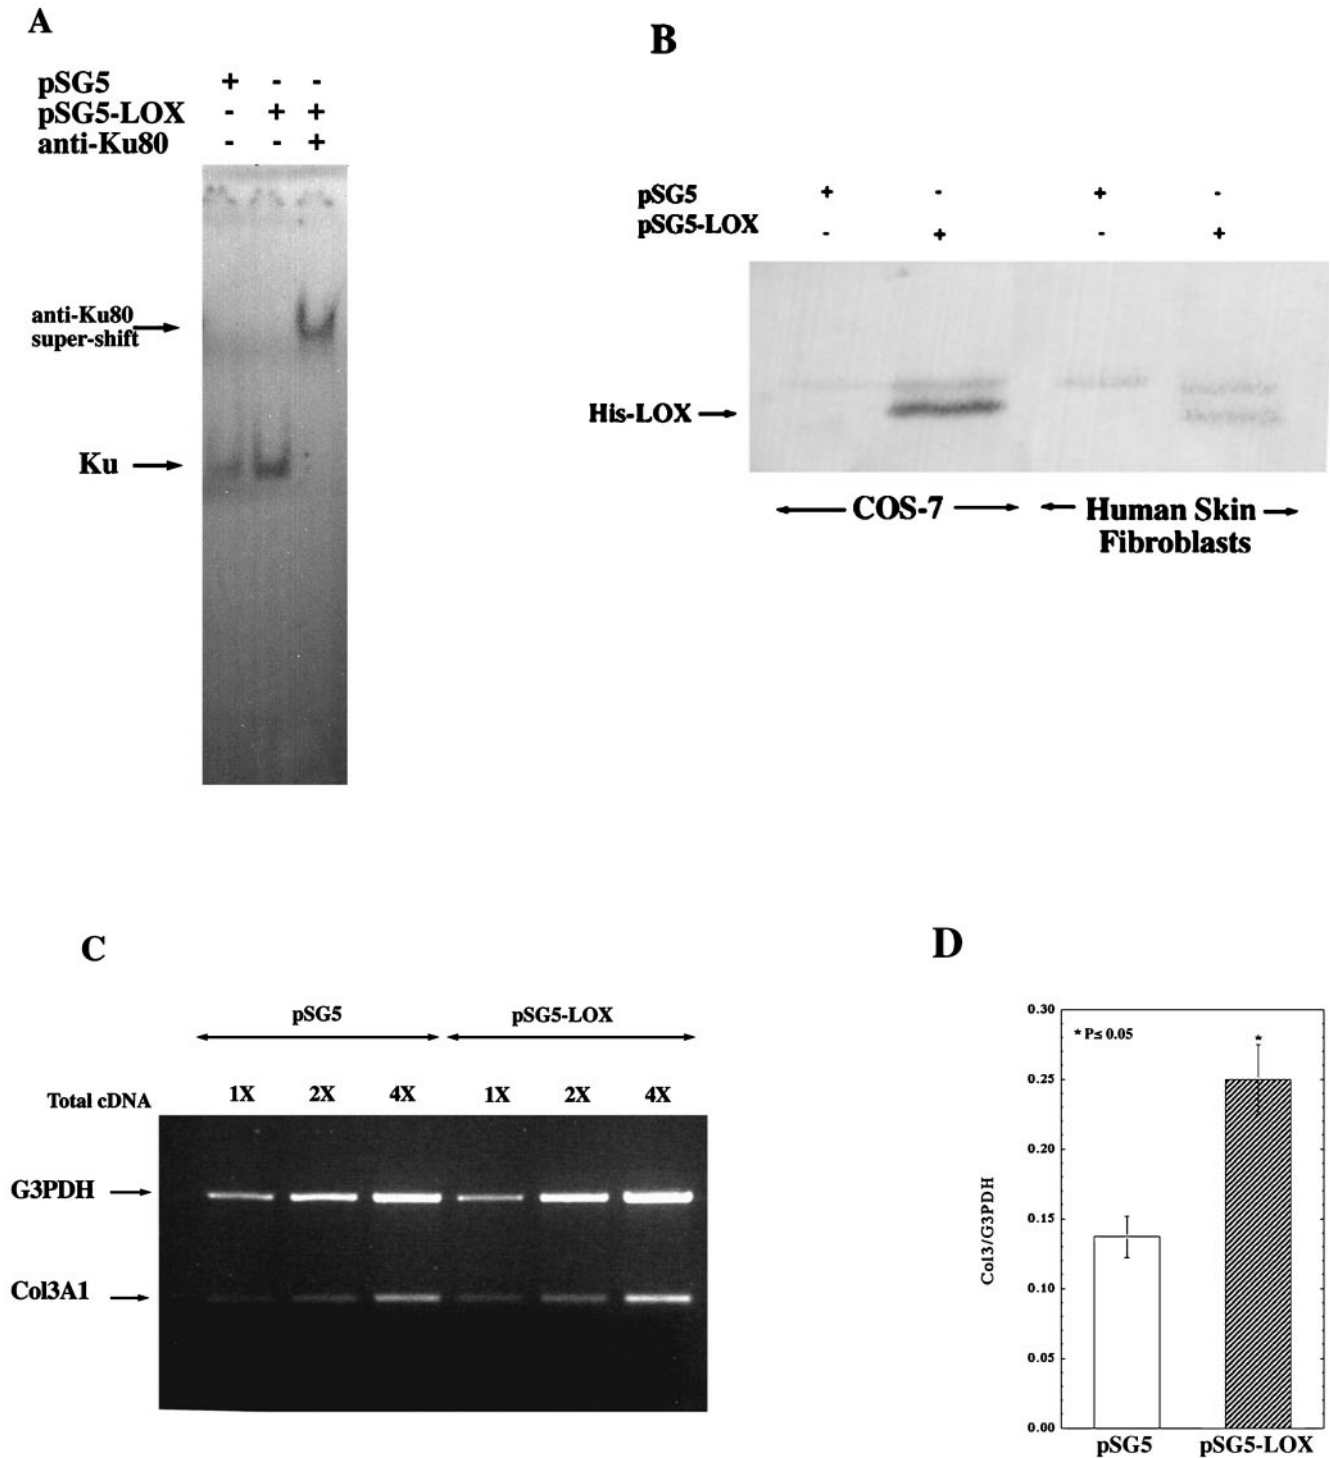 A
pSG5 + - -
pSG5-LOX - + +
anti-Ku80 - - +
anti-Ku80
super-shift
Ku
B
pSG5 + - + -
pSG5-LOX - + - +
His-LOX
COS-7
Human Skin
Fibroblasts
C
pSG5 pSG5-LOX
Total cDNA 1X 2X 4X 1X 2X 4X
G3PDH
Col3A1
D
0.30
* P≤ 0.05
*
0.25
0.20
0.15
0.10
0.05
0.00
Col3/G3PDH
pSG5 pSG5-LOX